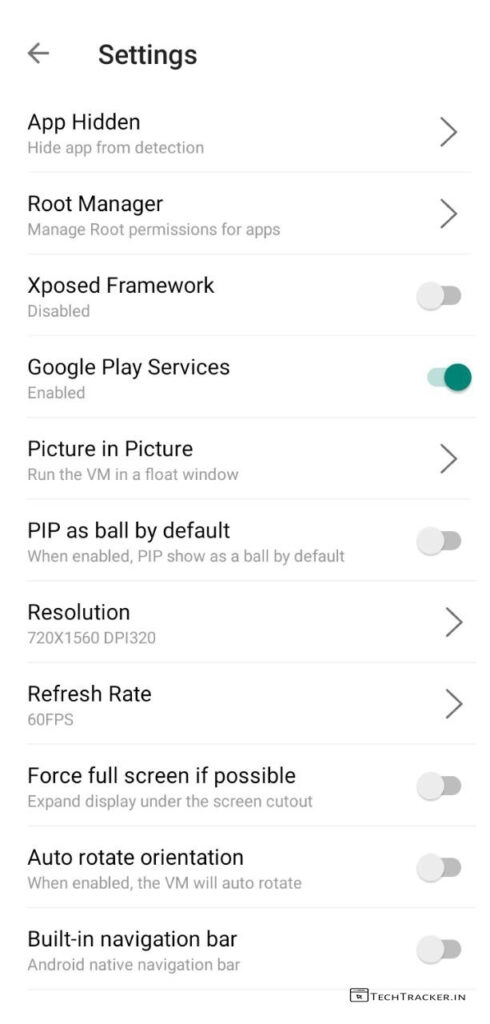 Settings
App Hidden
Hide app from detection
Root Manager
Manage Root permissions for apps
Xposed Framework
Disabled
Google Play Services
Enabled
Picture in Picture
Run the VM in a float window
PIP as ball by default
When enabled, PIP show as a ball by default
Resolution
720X1560 DPI320
Refresh Rate
60FPS
Force full screen if possible
Expand display under the screen cutout
Auto rotate orientation
When enabled, the VM will auto rotate
Built-in navigation bar
Android native navigation bar
TechTracker.in